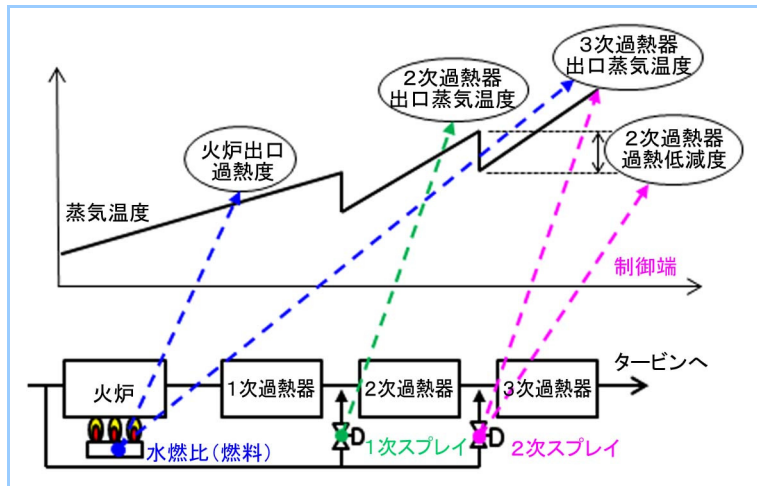 3次過熱器
出口蒸気温度
2次過熱器
出口蒸気温度
2次過熱器
過熱低減度
火炉出口
過熱度
蒸気温度
制御端
タービンへ
火炉
1次過熱器
2次過熱器
3次過熱器
水燃比(燃料)
1次スプレイ
2次スプレイ